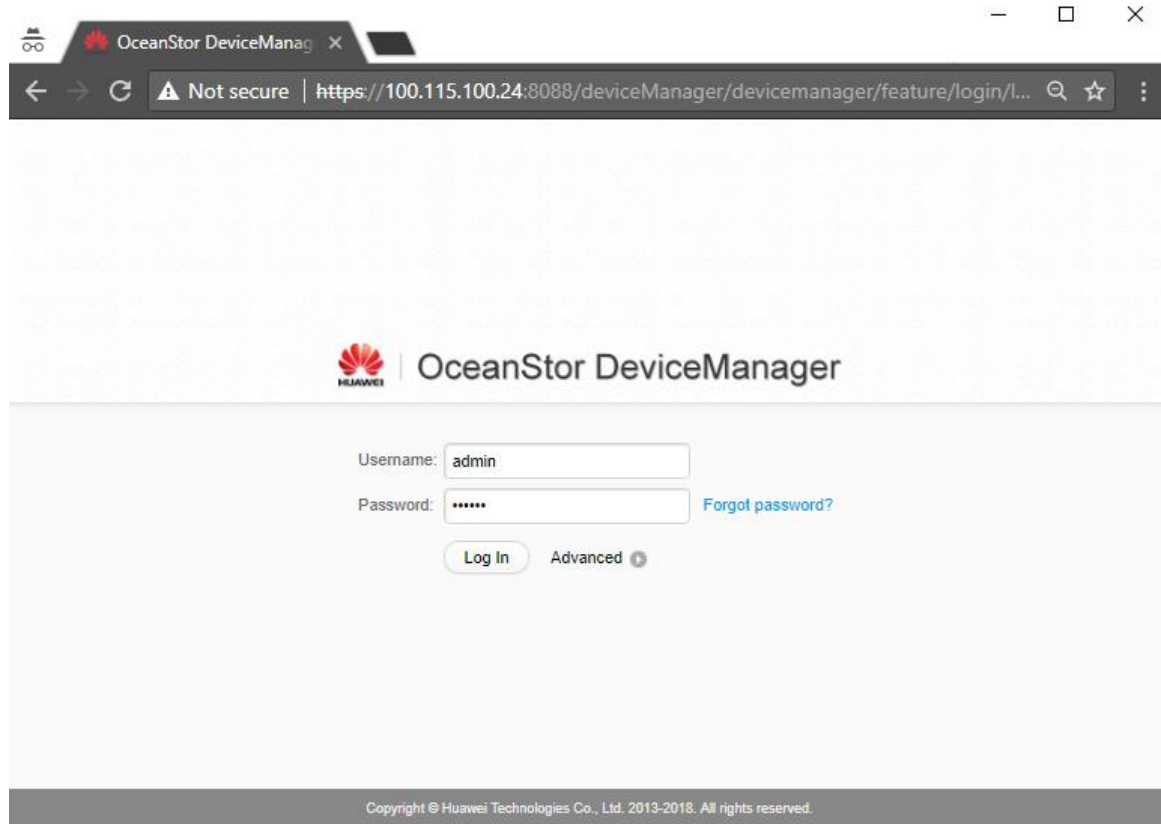 OceanStor DeviceManag
Not secure | https://100.115.100.24:8088/deviceManager/devicemanager/feature/login/l...
HUAWEI | OceanStor DeviceManager
Username: admin
Password: •••••• Forgot password?
Log In Advanced
Copyright © Huawei Technologies Co., Ltd. 2013-2018. All rights reserved.